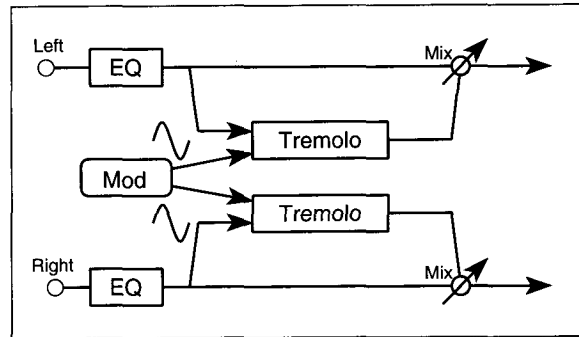 Left
EQ
Mix
Tremolo
Mod
Tremolo
Right
EQ
Mix